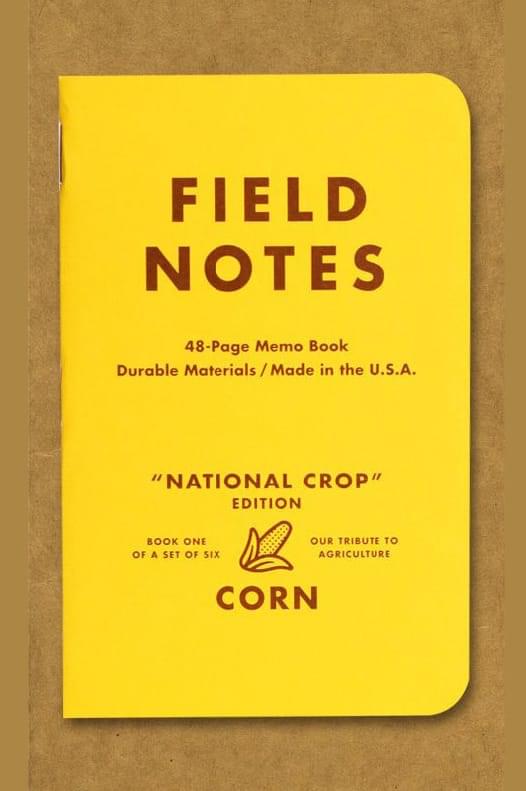 FIELD
NOTES
48-Page Memo Book
Durable Materials / Made in the U.S.A.
"NATIONAL CROP"
EDITION
BOOK ONE
OF A SET OF SIX
OUR TRIBUTE TO
AGRICULTURE
CORN